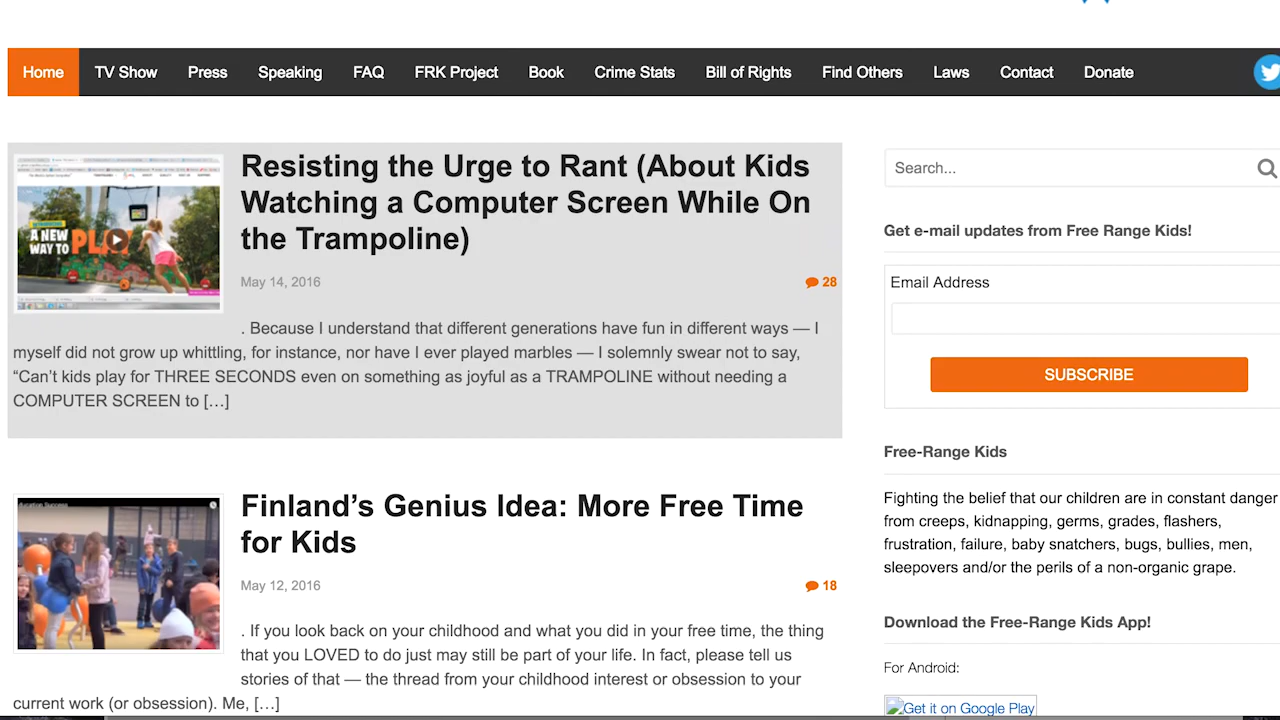 Home TV Show Press Speaking FAQ FRK Project Book Crime Stats Bill of Rights Find Others Laws Contact Donate
A NEW
WAY TO PLAY
Resisting the Urge to Rant (About Kids
Watching a Computer Screen While On
the Trampoline)
May 14, 2016
28
. Because I understand that different generations have fun in different ways — I
myself did not grow up whittling, for instance, nor have I ever played marbles — I solemnly swear not to say,
“Can’t kids play for THREE SECONDS even on something as joyful as a TRAMPOLINE without needing a
COMPUTER SCREEN to […]
Finland’s Genius Idea: More Free Time
for Kids
May 12, 2016
18
. If you look back on your childhood and what you did in your free time, the thing
that you LOVED to do just may still be part of your life. In fact, please tell us
stories of that — the thread from your childhood interest or obsession to your
current work (or obsession). Me, […]
Search...
Get e-mail updates from Free Range Kids!
Email Address
SUBSCRIBE
Free-Range Kids
Fighting the belief that our children are in constant danger
from creeps, kidnapping, germs, grades, flashers,
frustration, failure, baby snatchers, bugs, bullies, men,
sleepovers and/or the perils of a non-organic grape.
Download the Free-Range Kids App!
For Android:
Get it on Google Play